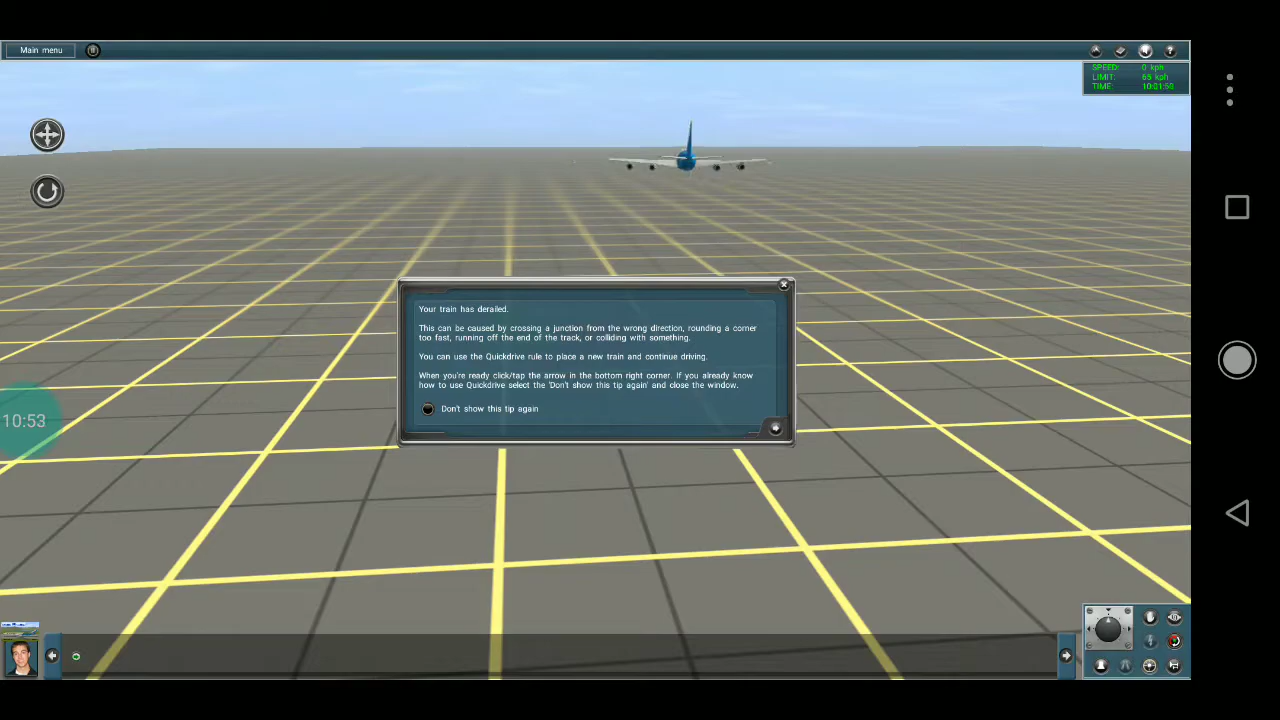 Main menu
SPEED: 0 kph
LIMIT: 65 kph
TIME: 10:01:50
Your train has derailed.
This can be caused by crossing a junction from the wrong direction, rounding a corner
too fast, running off the end of the track, or colliding with something.
You can use the Quickdrive rule to place a new train and continue driving.
When you're ready click/tap the arrow in the bottom right corner. If you already know
how to use Quickdrive select the 'Don't show this tip again' and close the window.
Don't show this tip again
10:53